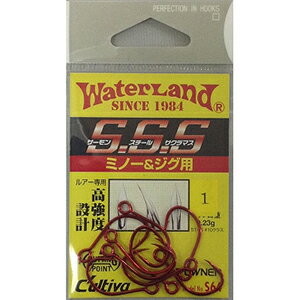 PERFECTION IN HOOKS
WaterLand®
SINCE 1984
S.S.S
サーモン スチール サクラマス
ミノー&ジグ用
ルアー専用
高強度設計
1
.23g
POINT
Cultiva
OWNER